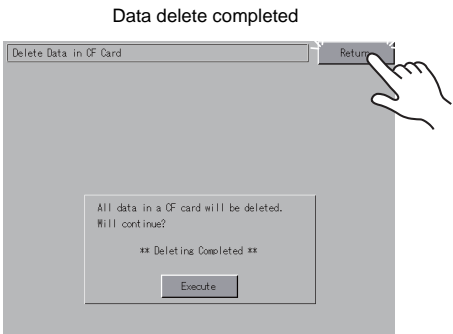 Data delete completed
Delete Data in CF Card
Return
All data in a CF card will be deleted.
Will continue?
** Deleting Completed **
Execute